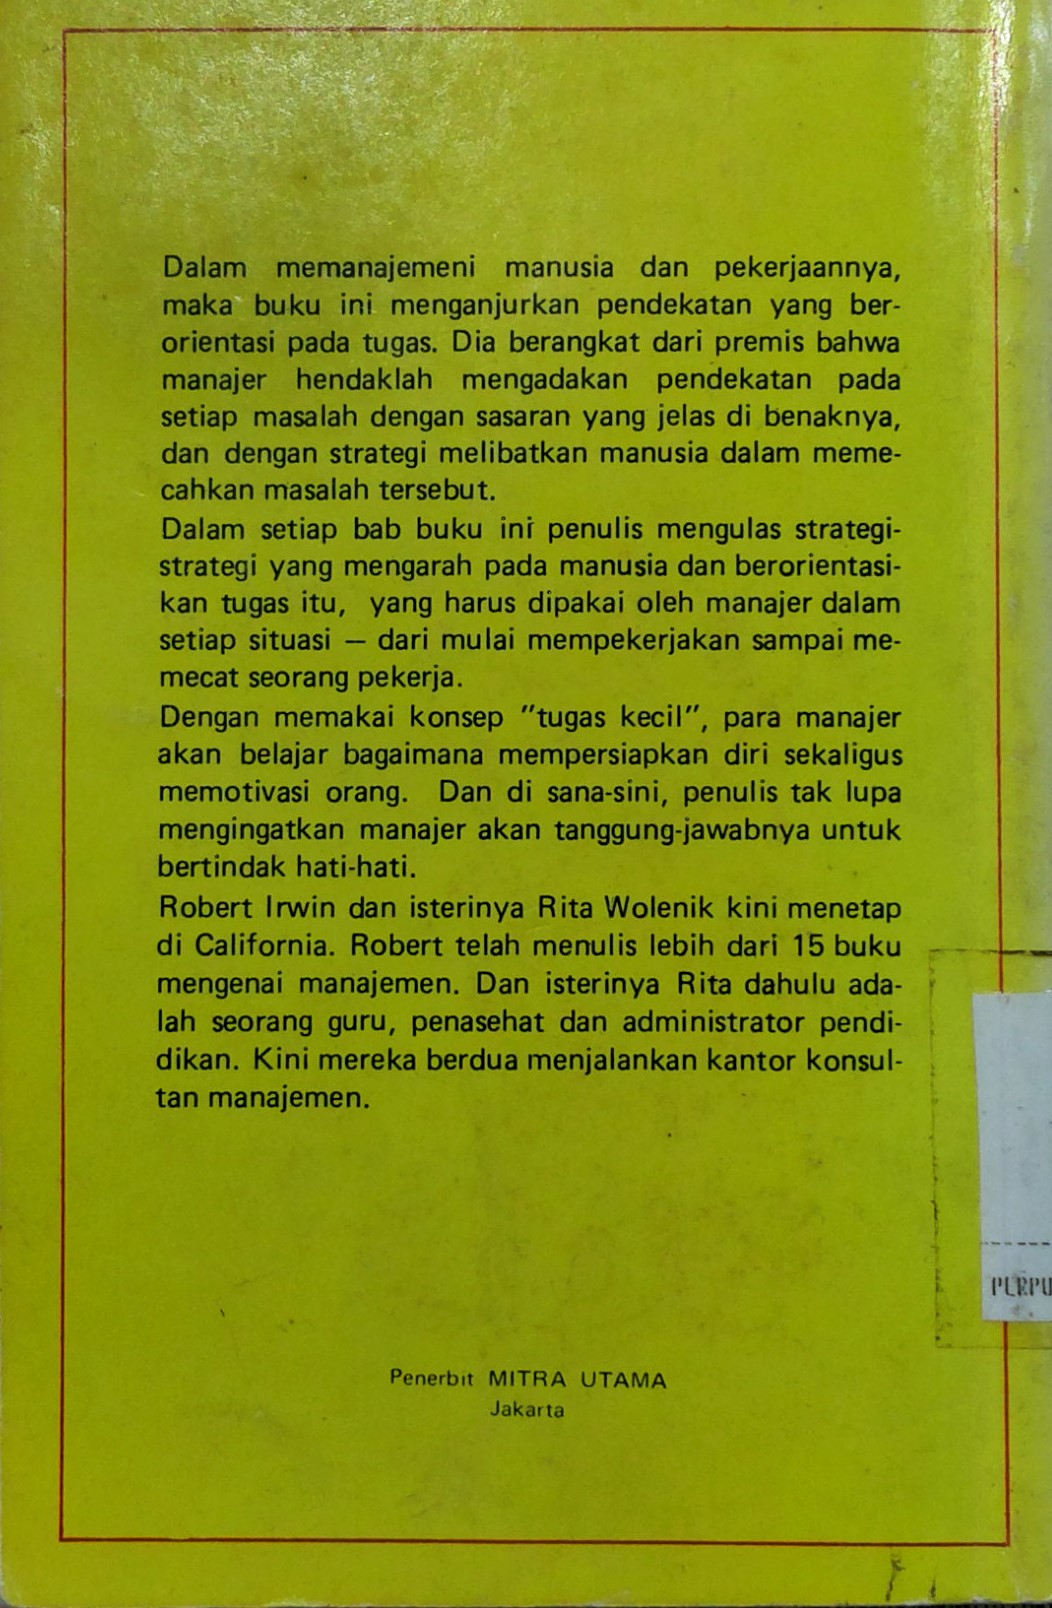 Dalam memanajemeni manusia dan pekerjaannya,
maka buku ini menganjurkan pendekatan yang ber-
orientasi pada tugas. Dia berangkat dari premis bahwa
manajer hendaklah mengadakan pendekatan pada
setiap masalah dengan sasaran yang jelas di benaknya,
dan dengan strategi melibatkan manusia dalam meme-
cahkan masalah tersebut.
Dalam setiap bab buku ini penulis mengulas strategi-
strategi yang mengarah pada manusia dan berorientasi-
kan tugas itu, yang harus dipakai oleh manajer dalam
setiap situasi — dari mulai mempekerjakan sampai me-
mecat seorang pekerja.
Dengan memakai konsep "tugas kecil", para manajer
akan belajar bagaimana mempersiapkan diri sekaligus
memotivasi orang. Dan di sana-sini, penulis tak lupa
mengingatkan manajer akan tanggung-jawabnya untuk
bertindak hati-hati.
Robert Irwin dan isterinya Rita Wolenik kini menetap
di California. Robert telah menulis lebih dari 15 buku
mengenai manajemen. Dan isterinya Rita dahulu ada-
lah seorang guru, penasehat dan administrator pendi-
dikan. Kini mereka berdua menjalankan kantor konsul-
tan manajemen.
PERPU
Penerbit MITRA UTAMA
Jakarta